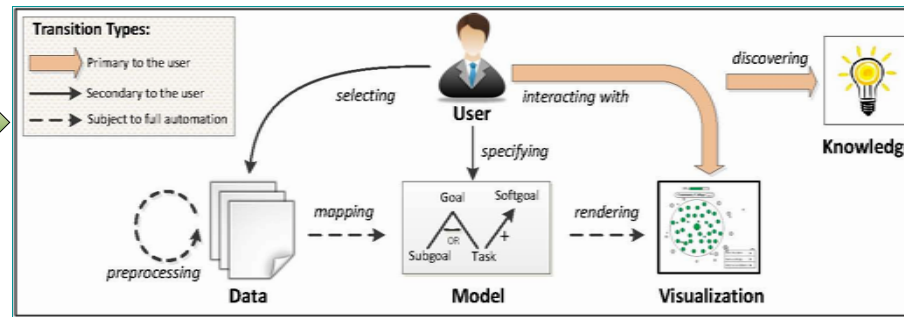 Transition Types:
Primary to the user
Secondary to the user
Subject to full automation
User
selecting
interacting with
discovering
Knowledg
specifying
preprocessing
Data
mapping
Goal
Softgoal
OR
+
Subgoal
Task
Model
rendering
Visualization